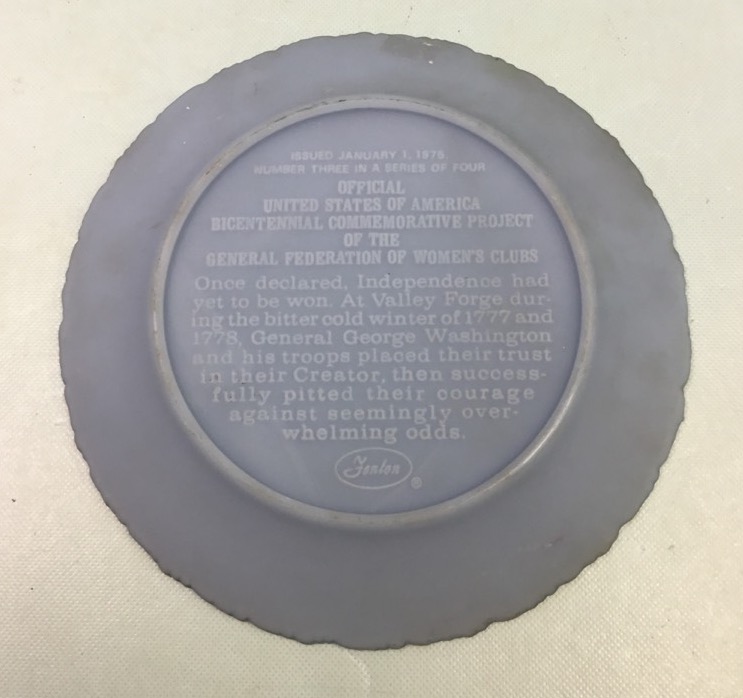 ISSUED JANUARY 1, 1975
NUMBER THREE IN A SERIES OF FOUR
OFFICIAL
UNITED STATES OF AMERICA
BICENTENNIAL COMMEMORATIVE PROJECT
OF THE
GENERAL FEDERATION OF WOMEN'S CLUBS
Once declared, Independence had
yet to be won. At Valley Forge dur-
ing the bitter cold winter of 1777 and
1778, General George Washington
and his troops placed their trust
in their Creator, then success-
fully pitted their courage
against seemingly over-
whelming odds.
Fenton ®